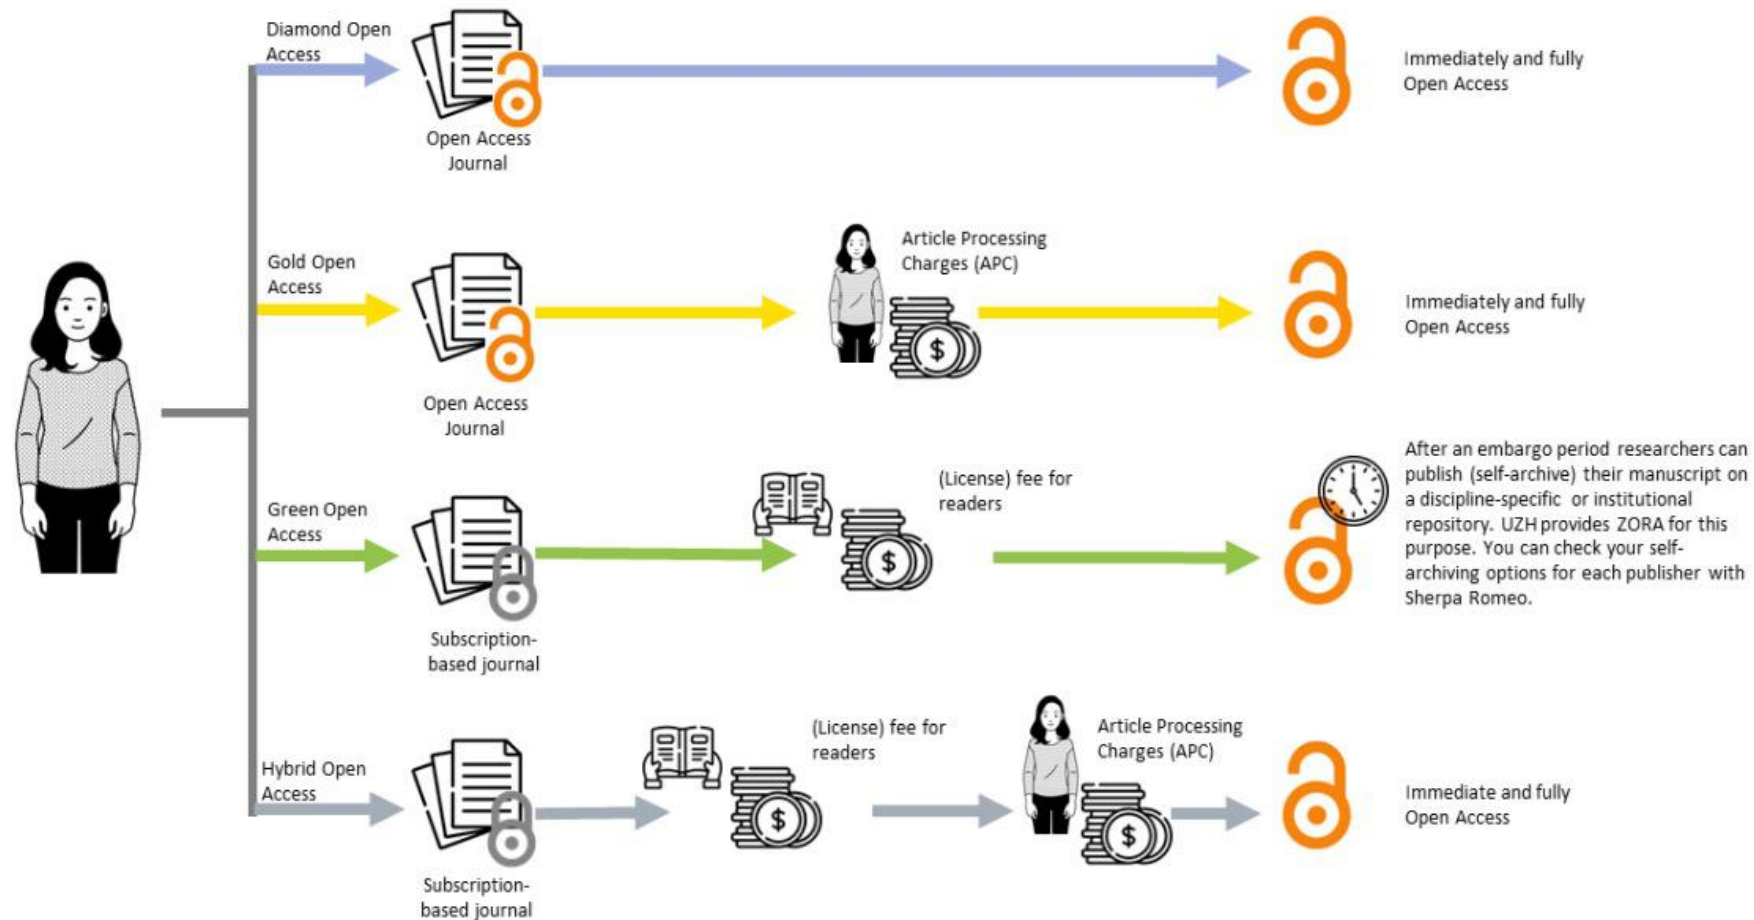 Diamond Open
Access
Open Access
Journal
Immediately and fully
Open Access
Gold Open
Access
Open Access
Journal
Article Processing
Charges (APC)
$
Immediately and fully
Open Access
Green Open
Access
Subscription-
based journal
(License) fee for
readers
$
After an embargo period researchers can
publish (self-archive) their manuscript on
a discipline-specific or institutional
repository. UZH provides ZORA for this
purpose. You can check your self-
archiving options for each publisher with
Sherpa Romeo.
Hybrid Open
Access
Subscription-
based journal
(License) fee for
readers
$
Article Processing
Charges (APC)
$
Immediate and fully
Open Access